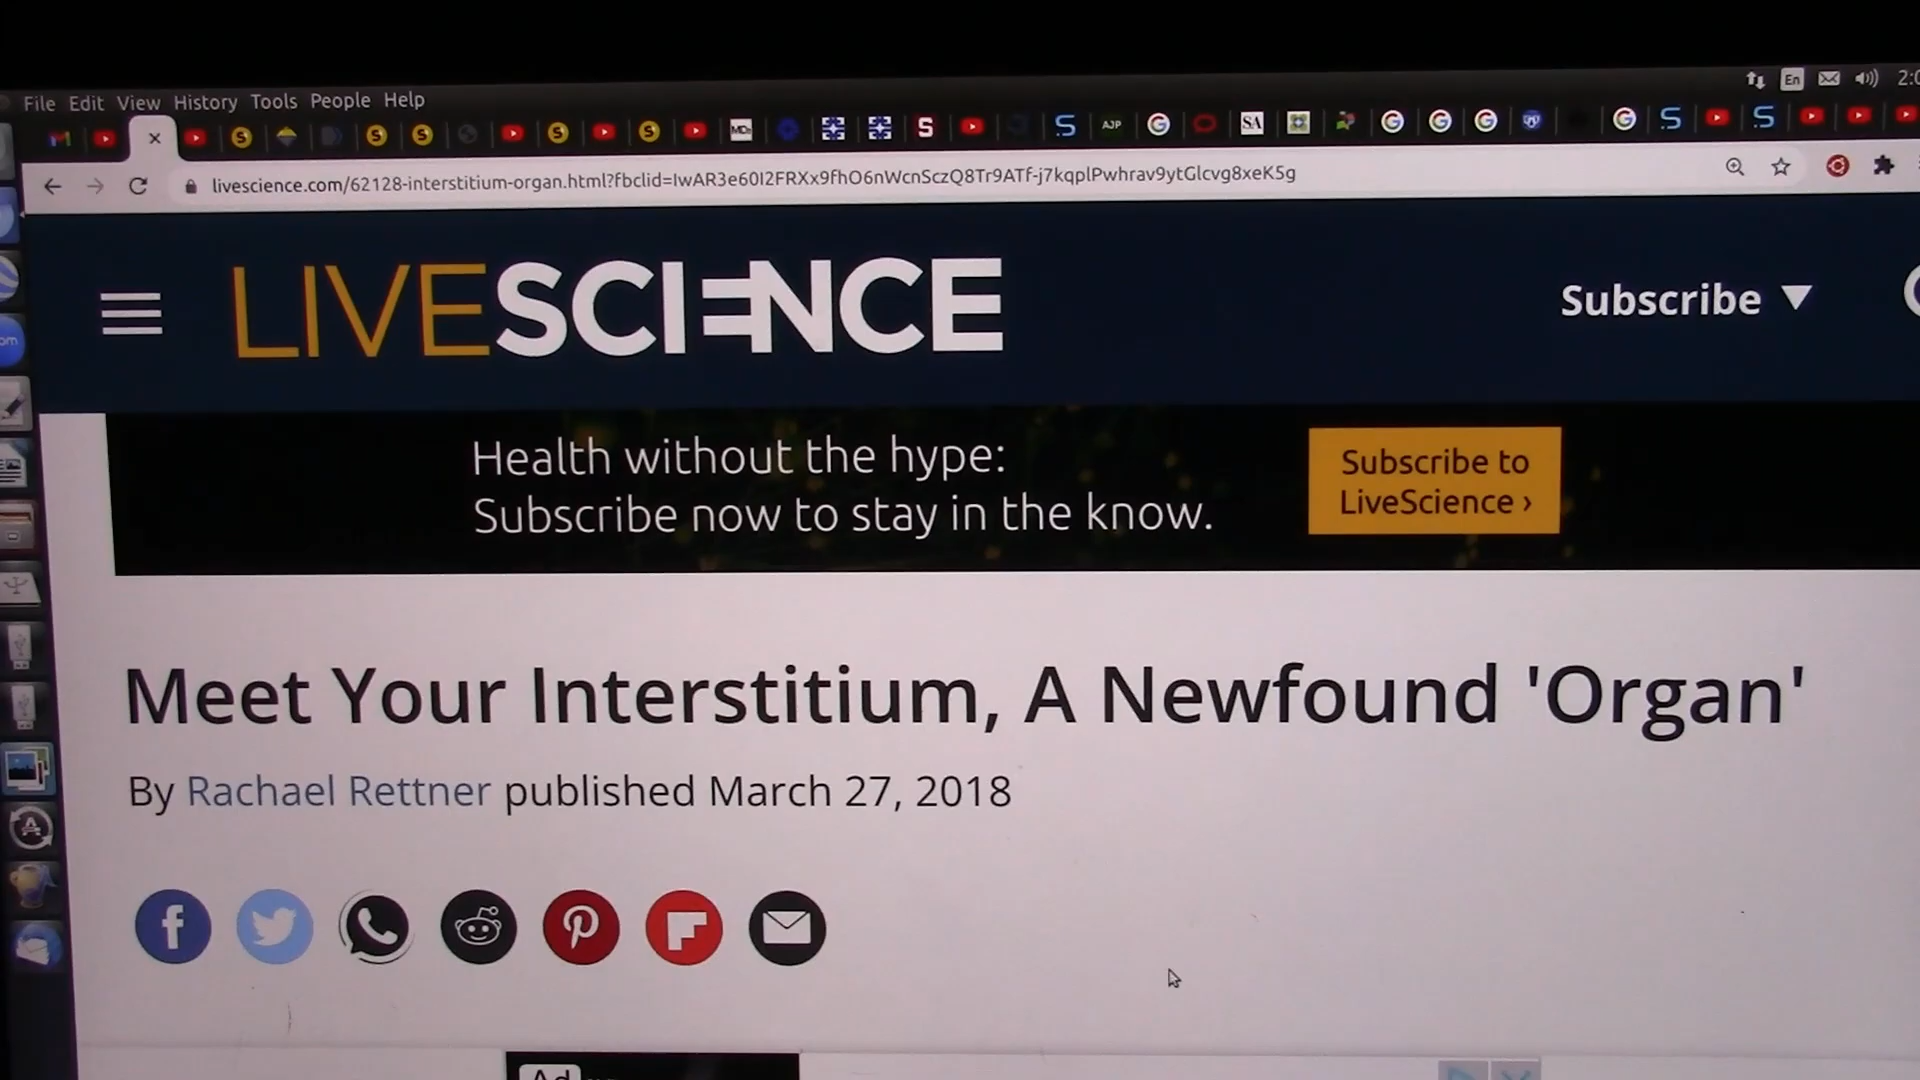 File Edit View History Tools People Help
En
livescience.com/62128-interstitium-organ.html?fbclid=IwAR3e60I2FRXx9fhO6nWcnSczQ8Tr9ATf-j7kqplPwhrav9ytGlcvg8xeK5g
LIVESCIENCE
Subscribe
Health without the hype:
Subscribe now to stay in the know.
Subscribe to
LiveScience ›
Meet Your Interstitium, A Newfound 'Organ'
By Rachael Rettner published March 27, 2018
Ad